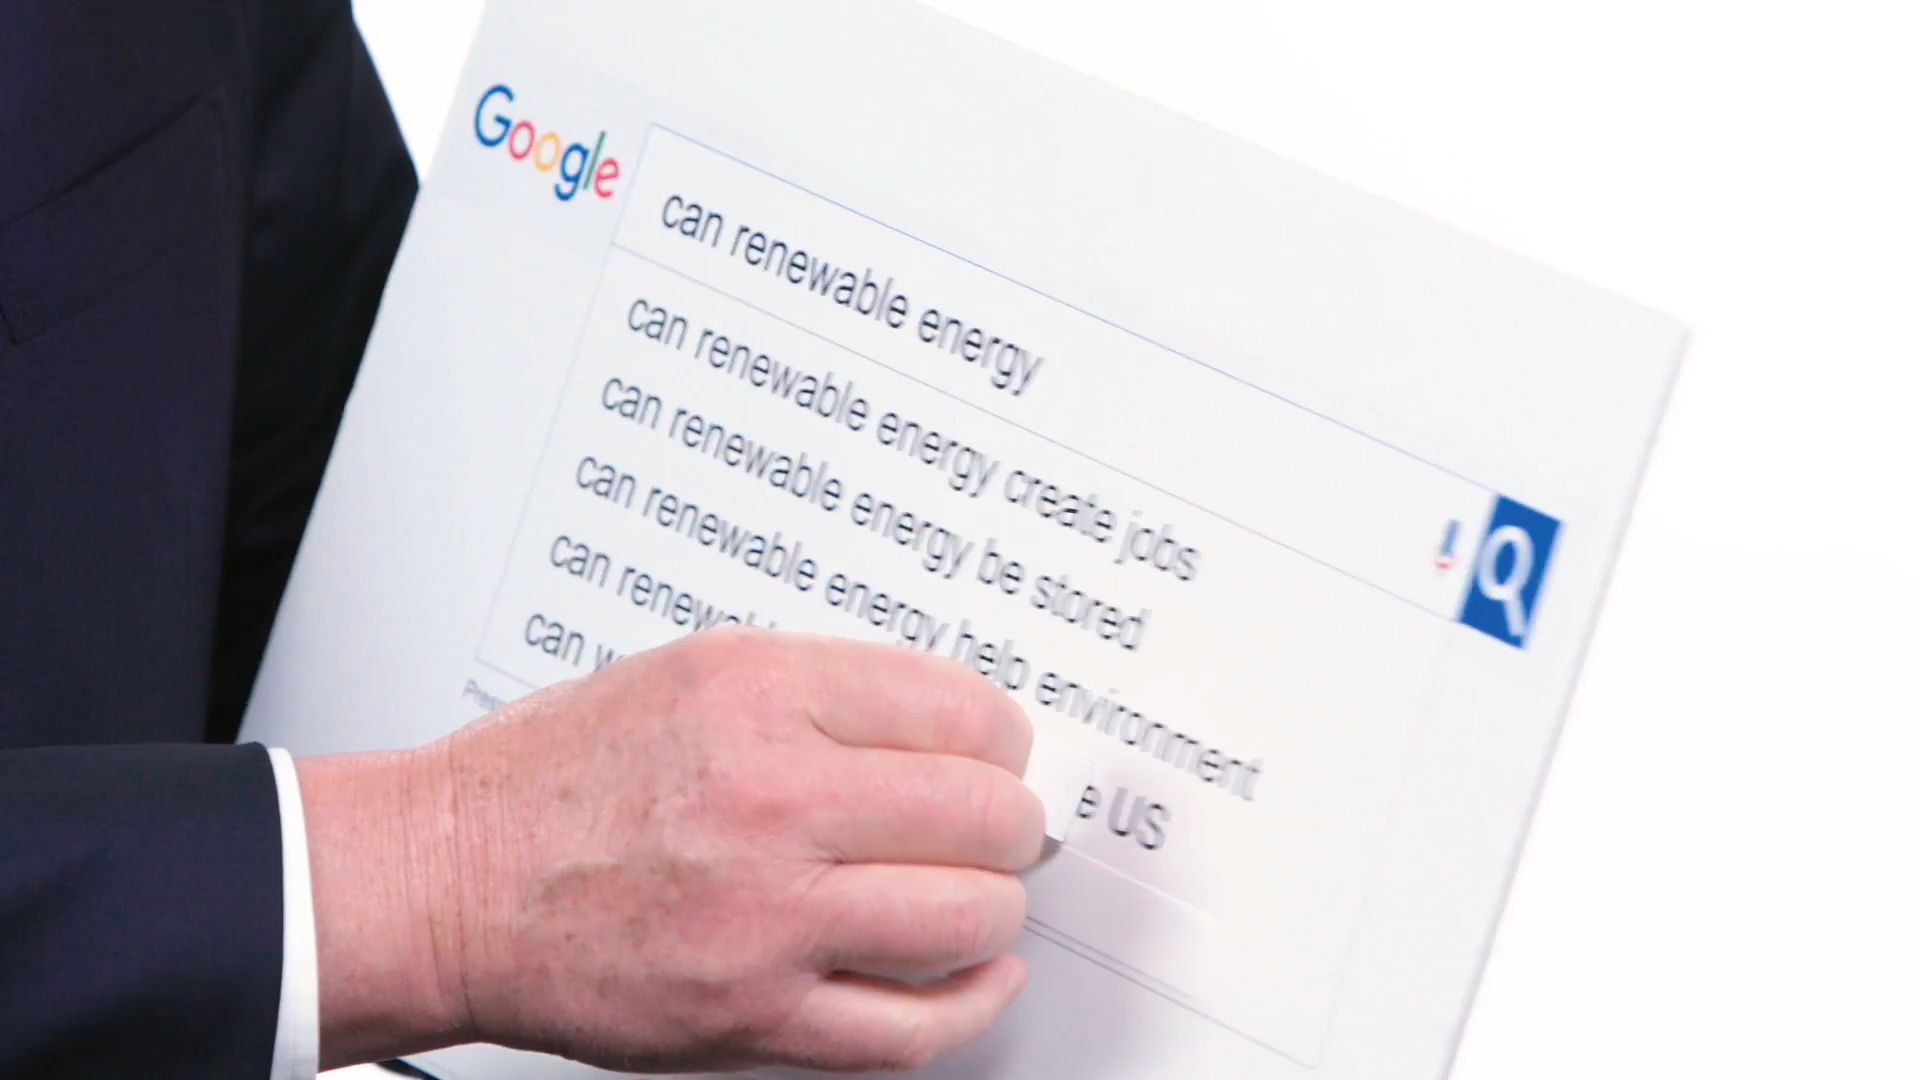 Google
can renewable energy
can renewable energy create jobs
can renewable energy be stored
can renewable energy help environment
can e US
can